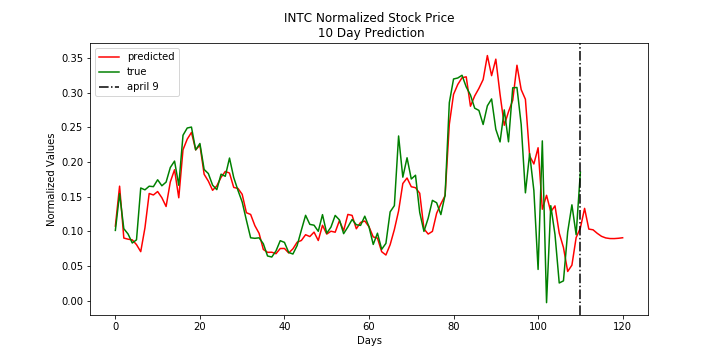 INTC Normalized Stock Price
10 Day Prediction
predicted
true
april 9
Normalized Values
0.35
0.30
0.25
0.20
0.15
0.10
0.05
0.00
0
20
40
60
80
100
120
Days